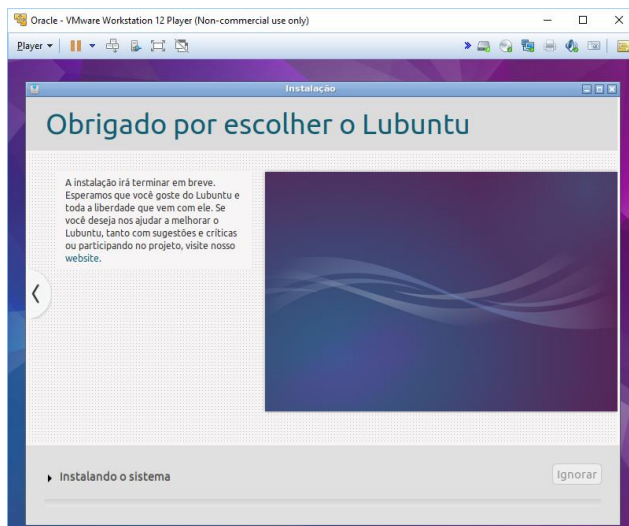 Oracle - VMware Workstation 12 Player (Non-commercial use only)
Player
Instalação
Obrigado por escolher o Lubuntu
A instalação irá terminar em breve.
Esperamos que você goste do Lubuntu e
toda a liberdade que vem com ele. Se
você deseja nos ajudar a melhorar o
Lubuntu, tanto com sugestões e críticas
ou participando no projeto, visite nosso
website.
Instalando o sistema
Ignorar